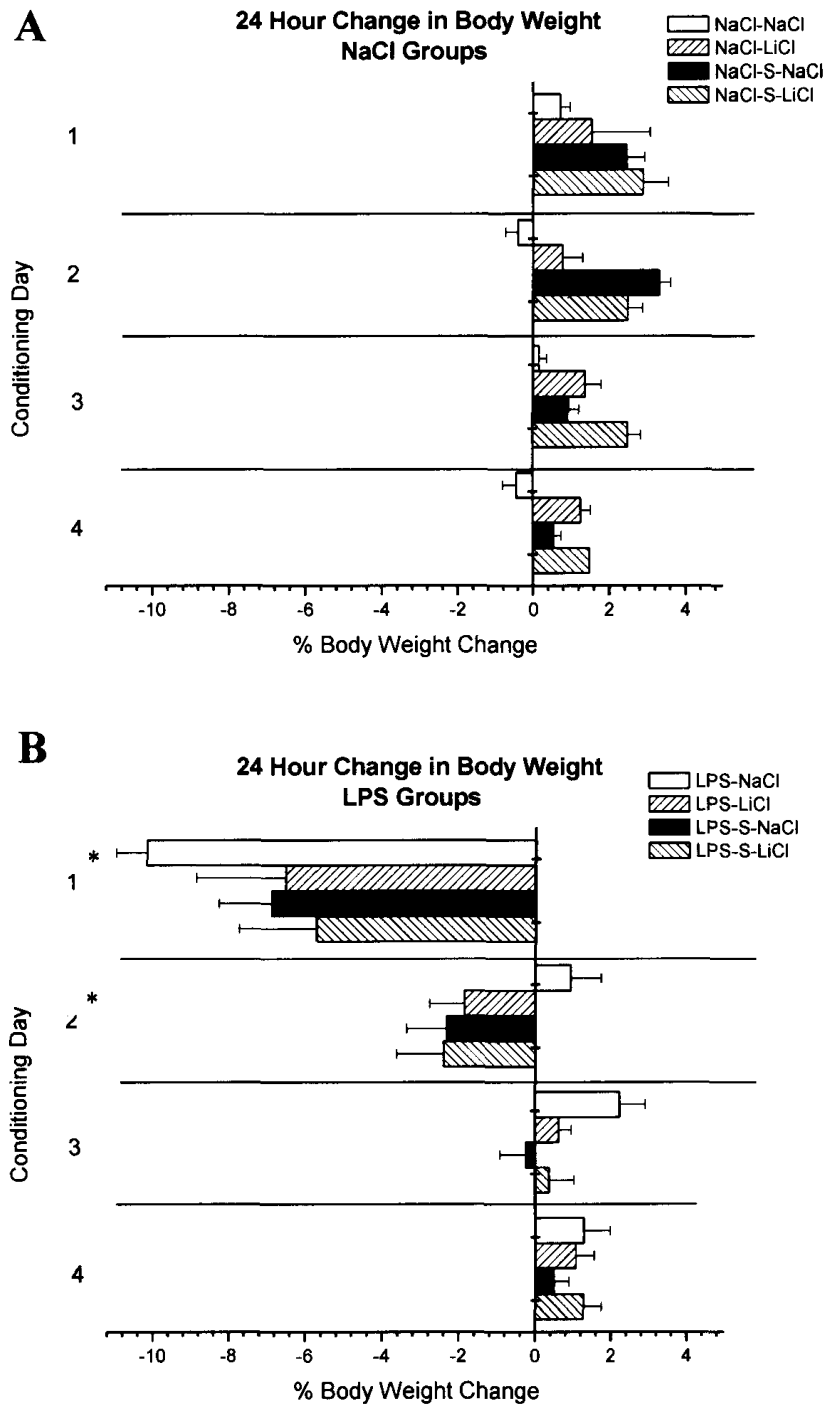 A
24 Hour Change in Body Weight
NaCl Groups
NaCl-NaCl
NaCl-LiCl
NaCl-S-NaCl
NaCl-S-LiCl
Conditioning Day
1
2
3
4
-10 -8 -6 -4 -2 0 2 4
% Body Weight Change
B
24 Hour Change in Body Weight
LPS Groups
LPS-NaCl
LPS-LiCl
LPS-S-NaCl
LPS-S-LiCl
Conditioning Day
1 *
2 *
3
4
-10 -8 -6 -4 -2 0 2 4
% Body Weight Change